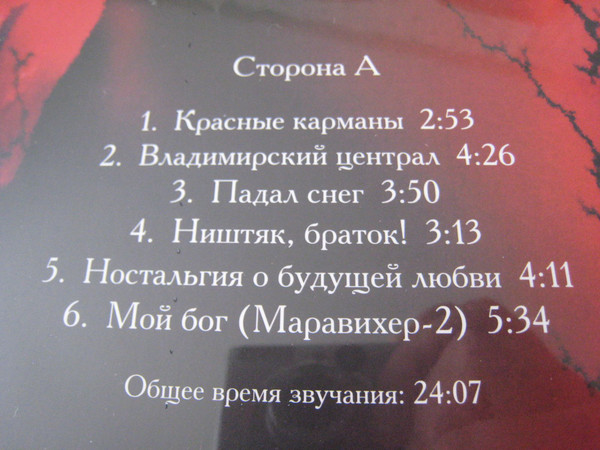 Сторона А
1. Красные карманы 2:53
2. Владимирский централ 4:26
3. Падал снег 3:50
4. Ништяк, браток! 3:13
5. Ностальгия о будущей любви 4:11
6. Мой бог (Маравихер-2) 5:34
Общее время звучания: 24:07